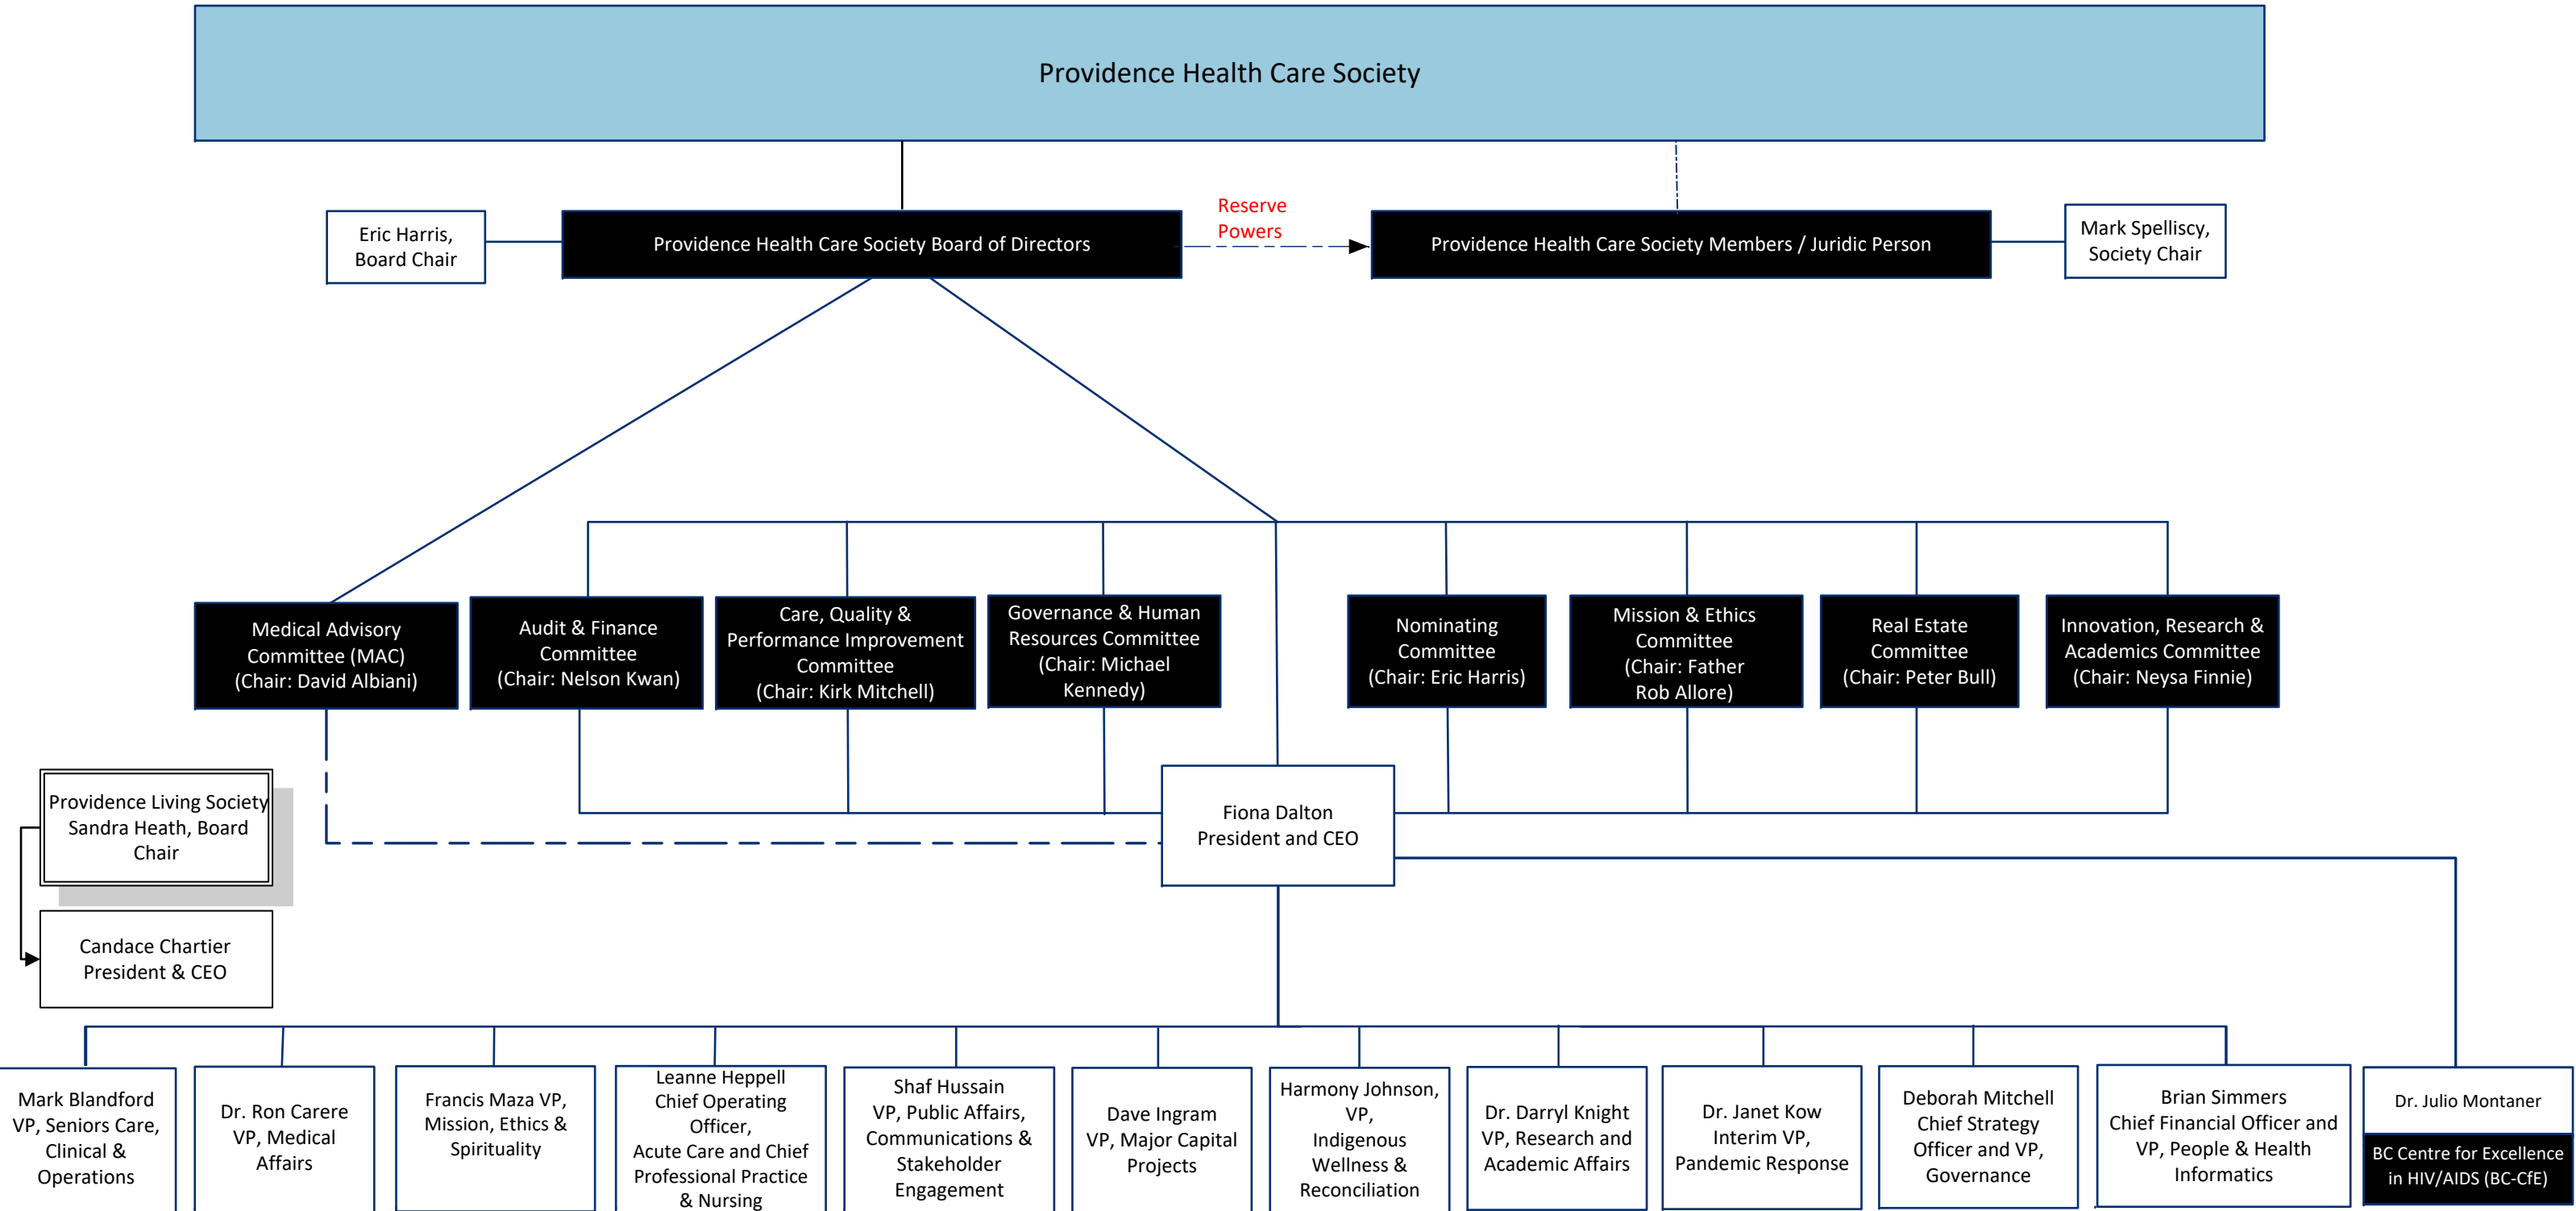 Providence Health Care Society
Reserve
Powers
Eric Harris,
Board Chair
Providence Health Care Society Board of Directors
Providence Health Care Society Members / Juridic Person
Mark Spelliscy,
Society Chair
Medical Advisory
Committee (MAC)
(Chair: David Albiani)
Audit & Finance
Committee
(Chair: Nelson Kwan)
Care, Quality &
Performance Improvement
Committee
(Chair: Kirk Mitchell)
Governance & Human
Resources Committee
(Chair: Michael
Kennedy)
Nominating
Committee
(Chair: Eric Harris)
Mission & Ethics
Committee
(Chair: Father
Rob Allore)
Real Estate
Committee
(Chair: Peter Bull)
Innovation, Research &
Academics Committee
(Chair: Neysa Finnie)
Providence Living Society
Sandra Heath, Board
Chair
Fiona Dalton
President and CEO
Candace Chartier
President & CEO
Mark Blandford
VP, Seniors Care,
Clinical &
Operations
Dr. Ron Carere
VP, Medical
Affairs
Francis Maza VP,
Mission, Ethics &
Spirituality
Leanne Heppell
Chief Operating
Officer,
Acute Care and Chief
Professional Practice
& Nursing
Shaf Hussain
VP, Public Affairs,
Communications &
Stakeholder
Engagement
Dave Ingram
VP, Major Capital
Projects
Harmony Johnson,
VP,
Indigenous
Wellness &
Reconciliation
Dr. Darryl Knight
VP, Research and
Academic Affairs
Dr. Janet Kow
Interim VP,
Pandemic Response
Deborah Mitchell
Chief Strategy
Officer and VP,
Governance
Brian Simmers
Chief Financial Officer and
VP, People & Health
Informatics
Dr. Julio Montaner
BC Centre for Excellence
in HIV/AIDS (BC-CfE)